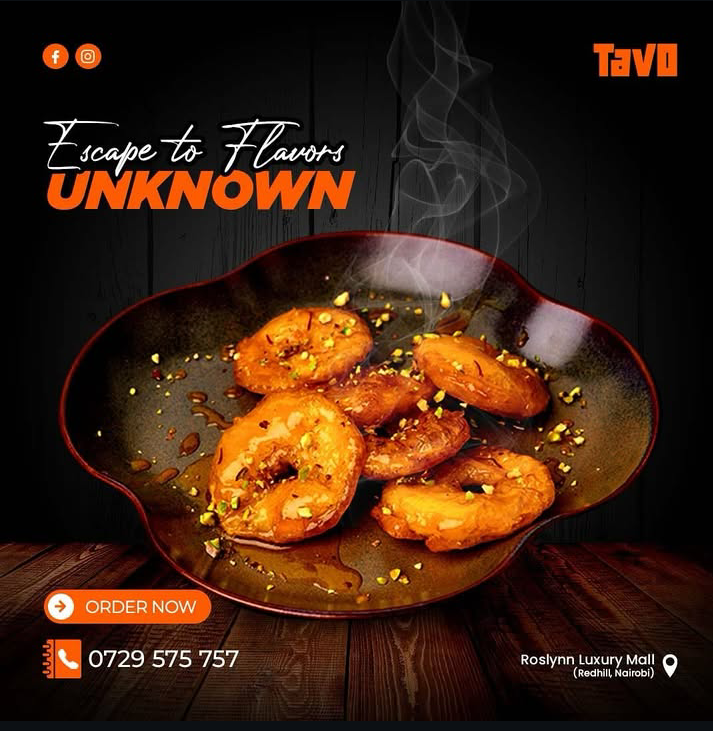 TaVO
Escape to Flavors
UNKNOWN
ORDER NOW
0729 575 757
Roslynn Luxury Mall
(Redhill, Nairobi)